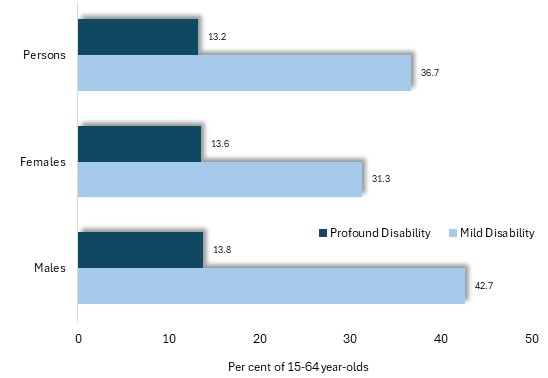 Persons
13.2
36.7
Females
13.6
31.3
Profound Disability
Mild Disability
Males
13.8
42.7
0 10 20 30 40 50
Per cent of 15-64 year-olds